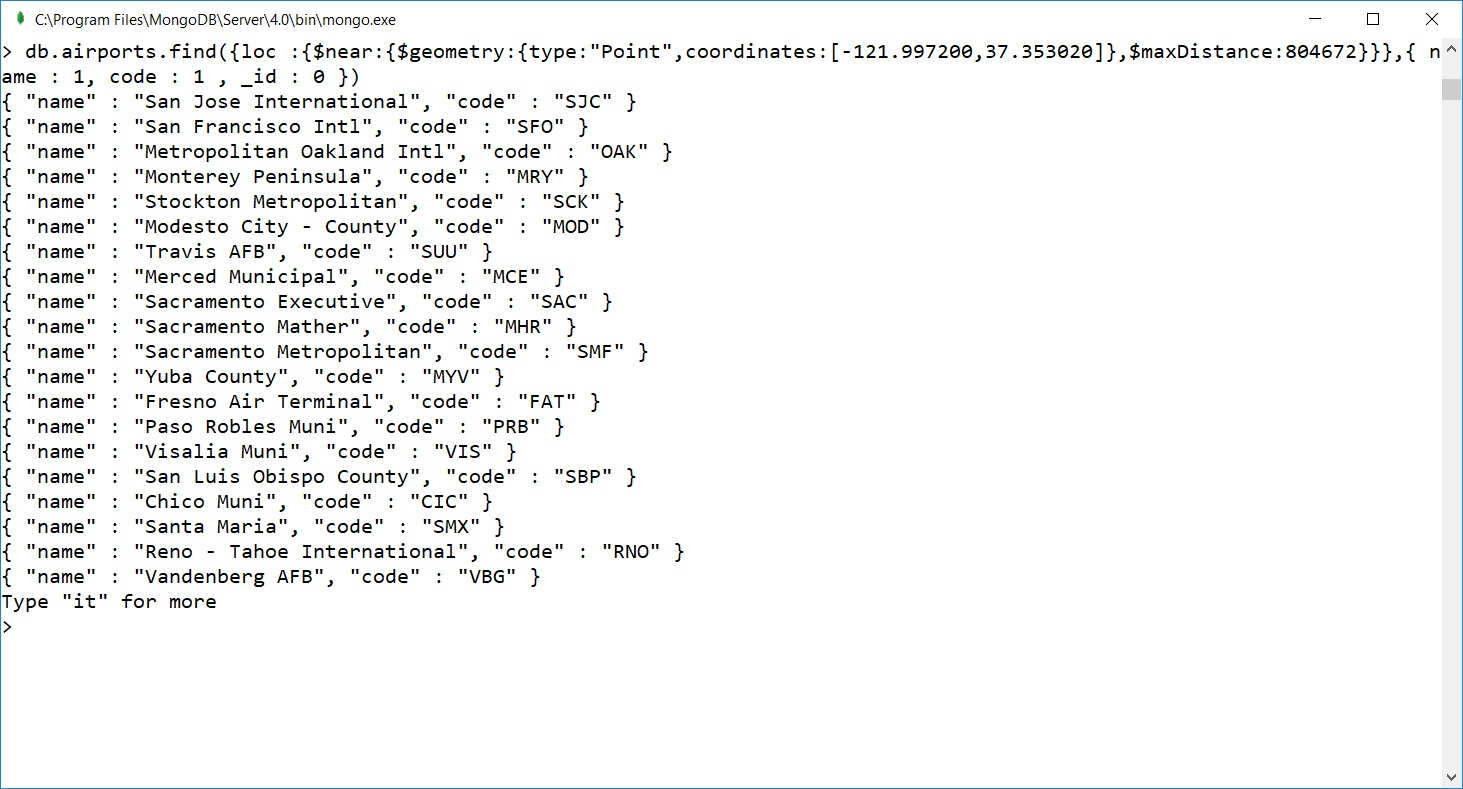 C:\Program Files\MongoDB\Server\4.0\bin\mongo.exe
> db.airports.find({loc :{$near:{$geometry:{type:"Point",coordinates:[-121.997200,37.353020]},$maxDistance:804672}}},{ n
ame : 1, code : 1 , _id : 0 })
{ "name" : "San Jose International", "code" : "SJC" }
{ "name" : "San Francisco Intl", "code" : "SFO" }
{ "name" : "Metropolitan Oakland Intl", "code" : "OAK" }
{ "name" : "Monterey Peninsula", "code" : "MRY" }
{ "name" : "Stockton Metropolitan", "code" : "SCK" }
{ "name" : "Modesto City - County", "code" : "MOD" }
{ "name" : "Travis AFB", "code" : "SUU" }
{ "name" : "Merced Municipal", "code" : "MCE" }
{ "name" : "Sacramento Executive", "code" : "SAC" }
{ "name" : "Sacramento Mather", "code" : "MHR" }
{ "name" : "Sacramento Metropolitan", "code" : "SMF" }
{ "name" : "Yuba County", "code" : "MYV" }
{ "name" : "Fresno Air Terminal", "code" : "FAT" }
{ "name" : "Paso Robles Muni", "code" : "PRB" }
{ "name" : "Visalia Muni", "code" : "VIS" }
{ "name" : "San Luis Obispo County", "code" : "SBP" }
{ "name" : "Chico Muni", "code" : "CIC" }
{ "name" : "Santa Maria", "code" : "SMX" }
{ "name" : "Reno - Tahoe International", "code" : "RNO" }
{ "name" : "Vandenberg AFB", "code" : "VBG" }
Type "it" for more
>